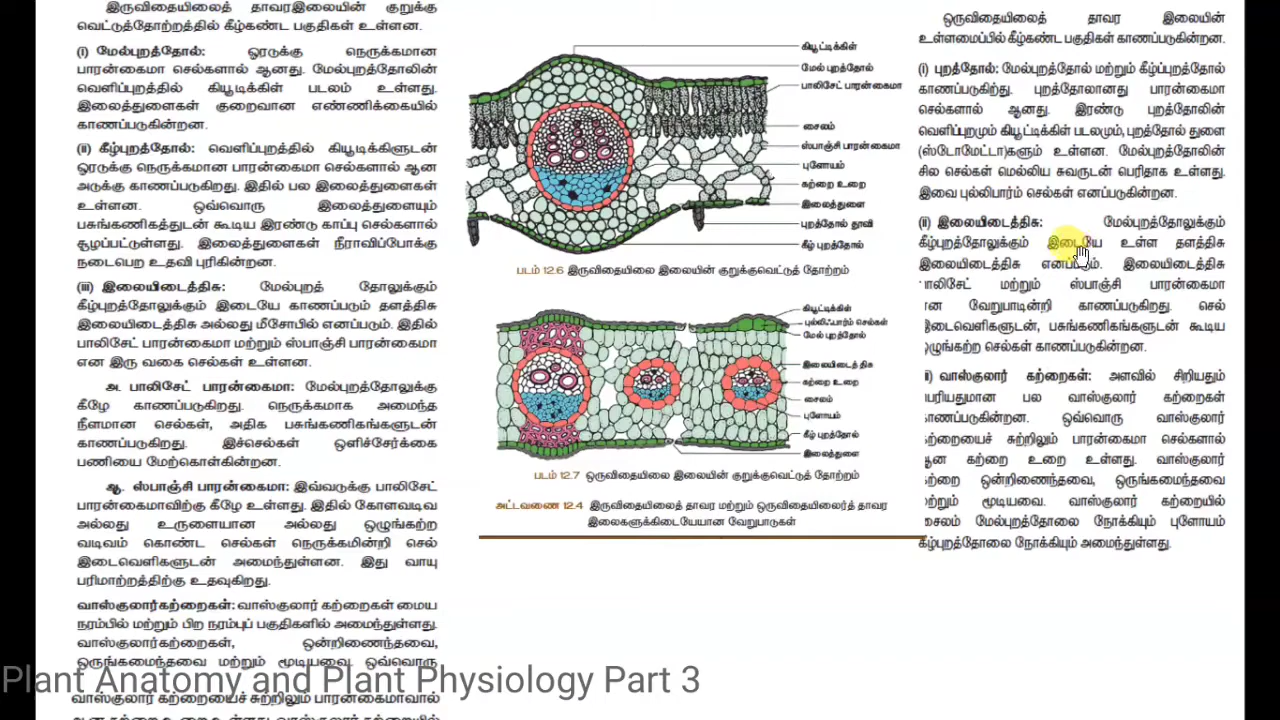 இருவிதையிலைத் தாவரஇலையின் குறுக்கு
வெட்டுத்தோற்றத்தில் கீழ்கண்ட பகுதிகள் உள்ளன.
(i) மேல்புறத்தோல்: ஓரடுக்கு நெருக்கமான
பாரன்கைமா செல்களால் ஆனது. மேல்புறத்தோலின்
வெளிப்புறத்தில் கியூடிக்கிள் படலம் உள்ளது.
இலைத்துளைகள் குறைவான எண்ணிக்கையில்
காணப்படுகின்றன.
(ii) கீழ்புறத்தோல்: வெளிப்புறத்தில் கியூடிக்கிளுடன்
ஓரடுக்கு நெருக்கமான பாரன்கைமா செல்களால் ஆன
அடுக்கு காணப்படுகிறது. இதில் பல இலைத்துளைகள்
உள்ளன. ஒவ்வொரு இலைத்துளையும்
பசுங்கணிகத்துடன் கூடிய இரண்டு காப்பு செல்களால்
சூழப்பட்டுள்ளது. இலைத்துளைகள் நீராவிப்போக்கு
நடைபெற உதவி புரிகின்றன.
(iii) இலையிடைத்திசு: மேல்புறத் தோலுக்கும்
கீழ்புறத்தோலுக்கும் இடையே காணப்படும் தளத்திசு
இலையிடைத்திசு அல்லது மீசோபில் எனப்படும். இதில்
பாலிசேட் பாரன்கைமா மற்றும் ஸ்பாஞ்சி பாரன்கைமா
என இரு வகை செல்கள் உள்ளன.
அ. பாலிசேட் பாரன்கைமா: மேல்புறத்தோலுக்கு
கீழே காணப்படுகிறது. நெருக்கமாக அமைந்த
நீளமான செல்கள், அதிக பசுங்கணிகங்களுடன்
காணப்படுகிறது. இச்செல்கள் ஒளிச்சேர்க்கை
பணியை மேற்கொள்கின்றன.
ஆ. ஸ்பாஞ்சி பாரன்கைமா: இவ்வடுக்கு பாலிசேட்
பாரன்கைமாவிற்கு கீழே உள்ளது. இதில் கோளவடிவ
அல்லது உருளையான அல்லது ஒழுங்கற்ற
வடிவம் கொண்ட செல்கள் நெருக்கமின்றி செல்
இடைவெளிகளுடன் அமைந்துள்ளன. இது வாயு
பரிமாற்றத்திற்கு உதவுகிறது.
வாஸ்குலார்கற்றைகள்: வாஸ்குலார் கற்றைகள் மைய
நரம்பில் மற்றும் பிற நரம்புப் பகுதிகளில் அமைந்துள்ளது.
வாஸ்குலார்கற்றைகள், ஒன்றிணைந்தவை,
ஒருங்கமைந்தவை மற்றும் மூடியவை. ஒவ்வொரு
வாஸ்குலார் கற்றையைச் சுற்றிலும் பாரன்கைமாவால்
கியூட்டிக்கிள்
மேல் புறத்தோல்
பாலிசேட் பாரன்கைமா
சைலம்
ஸ்பாஞ்சி பாரன்கைமா
புளோயம்
கற்றை உறை
இலைத்துளை
புறத்தோல் தூவி
கீழ் புறத்தோல்
படம் 12.6 இருவிதையிலை இலையின் குறுக்குவெட்டுத் தோற்றம்
கியூட்டிக்கிள்
புல்லிஃபார்ம் செல்கள்
மேல் புறத்தோல்
இலையிடைத் திசு
கற்றை உறை
சைலம்
புளோயம்
கீழ் புறத்தோல்
இலைத்துளை
படம் 12.7 ஒருவிதையிலை இலையின் குறுக்குவெட்டுத் தோற்றம்
அட்டவணை 12.4 இருவிதையிலைத் தாவர மற்றும் ஒருவிதையிலைர்த் தாவர
இலைகளுக்கிடையேயான வேறுபாடுகள்
ஒருவிதையிலைத் தாவர இலையின்
உள்ளமைப்பில் கீழ்கண்ட பகுதிகள் காணப்படுகின்றன.
(i) புறத்தோல்: மேல்புறத்தோல் மற்றும் கீழ்ப்புறத்தோல்
காணப்படுகிற்து. புறத்தோலானது பாரன்கைமா
செல்களால் ஆனது. இரண்டு புறத்தோலின்
வெளிப்புறமும் கியூட்டிக்கிள் படலமும், புறத்தோல் துளை
(ஸ்டோமேட்டா)களும் உள்ளன. மேல்புறத்தோலின்
சில செல்கள் மெல்லிய சுவருடன் பெரிதாக உள்ளது.
இவை புல்லிபார்ம் செல்கள் எனப்படுகின்றன.
(ii) இலையிடைத்திசு: மேல்புறத்தோலுக்கும்
கீழ்புறத்தோலுக்கும் இடையே உள்ள தளத்திசு
இலையிடைத்திசு எனப்படும். இலையிடைத்திசு
பாலிசேட் மற்றும் ஸ்பாஞ்சி பாரன்கைமா
என வேறுபாடின்றி காணப்படுகிறது. செல்
இடைவெளிகளுடன், பசுங்கணிகங்களுடன் கூடிய
ஒழுங்கற்ற செல்கள் காணப்படுகின்றன.
வாஸ்குலார் கற்றைகள்: அளவில் சிறியதும்
பெரியதுமான பல வாஸ்குலார் கற்றைகள்
காணப்படுகின்றன. ஒவ்வொரு வாஸ்குலார்
கற்றையைச் சுற்றிலும் பாரன்கைமா செல்களால்
ஆன கற்றை உறை உள்ளது. வாஸ்குலார்
கற்றை ஒன்றிணைந்தவை, ஒருங்கமைந்தவை
மற்றும் மூடியவை. வாஸ்குலார் கற்றையில்
சைலம் மேல்புறத்தோலை நோக்கியும் புளோயம்
கீழ்புறத்தோலை நோக்கியும் அமைந்துள்ளது.
Plant Anatomy and Plant Physiology Part 3